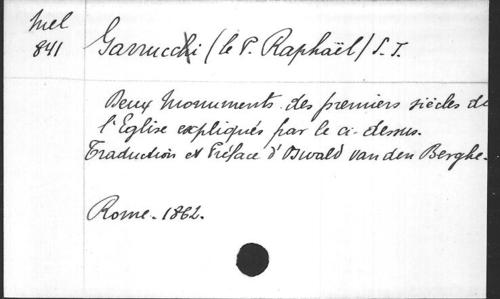 Mel
841
Garrucchi / (le P. Raphaël) S. J.
Deux Monuments des premiers siècles de
l'Eglise expliqués par le ci-dessus.
Traduction et Préface d'Oswald van den Berghe.
Rome. 1862.